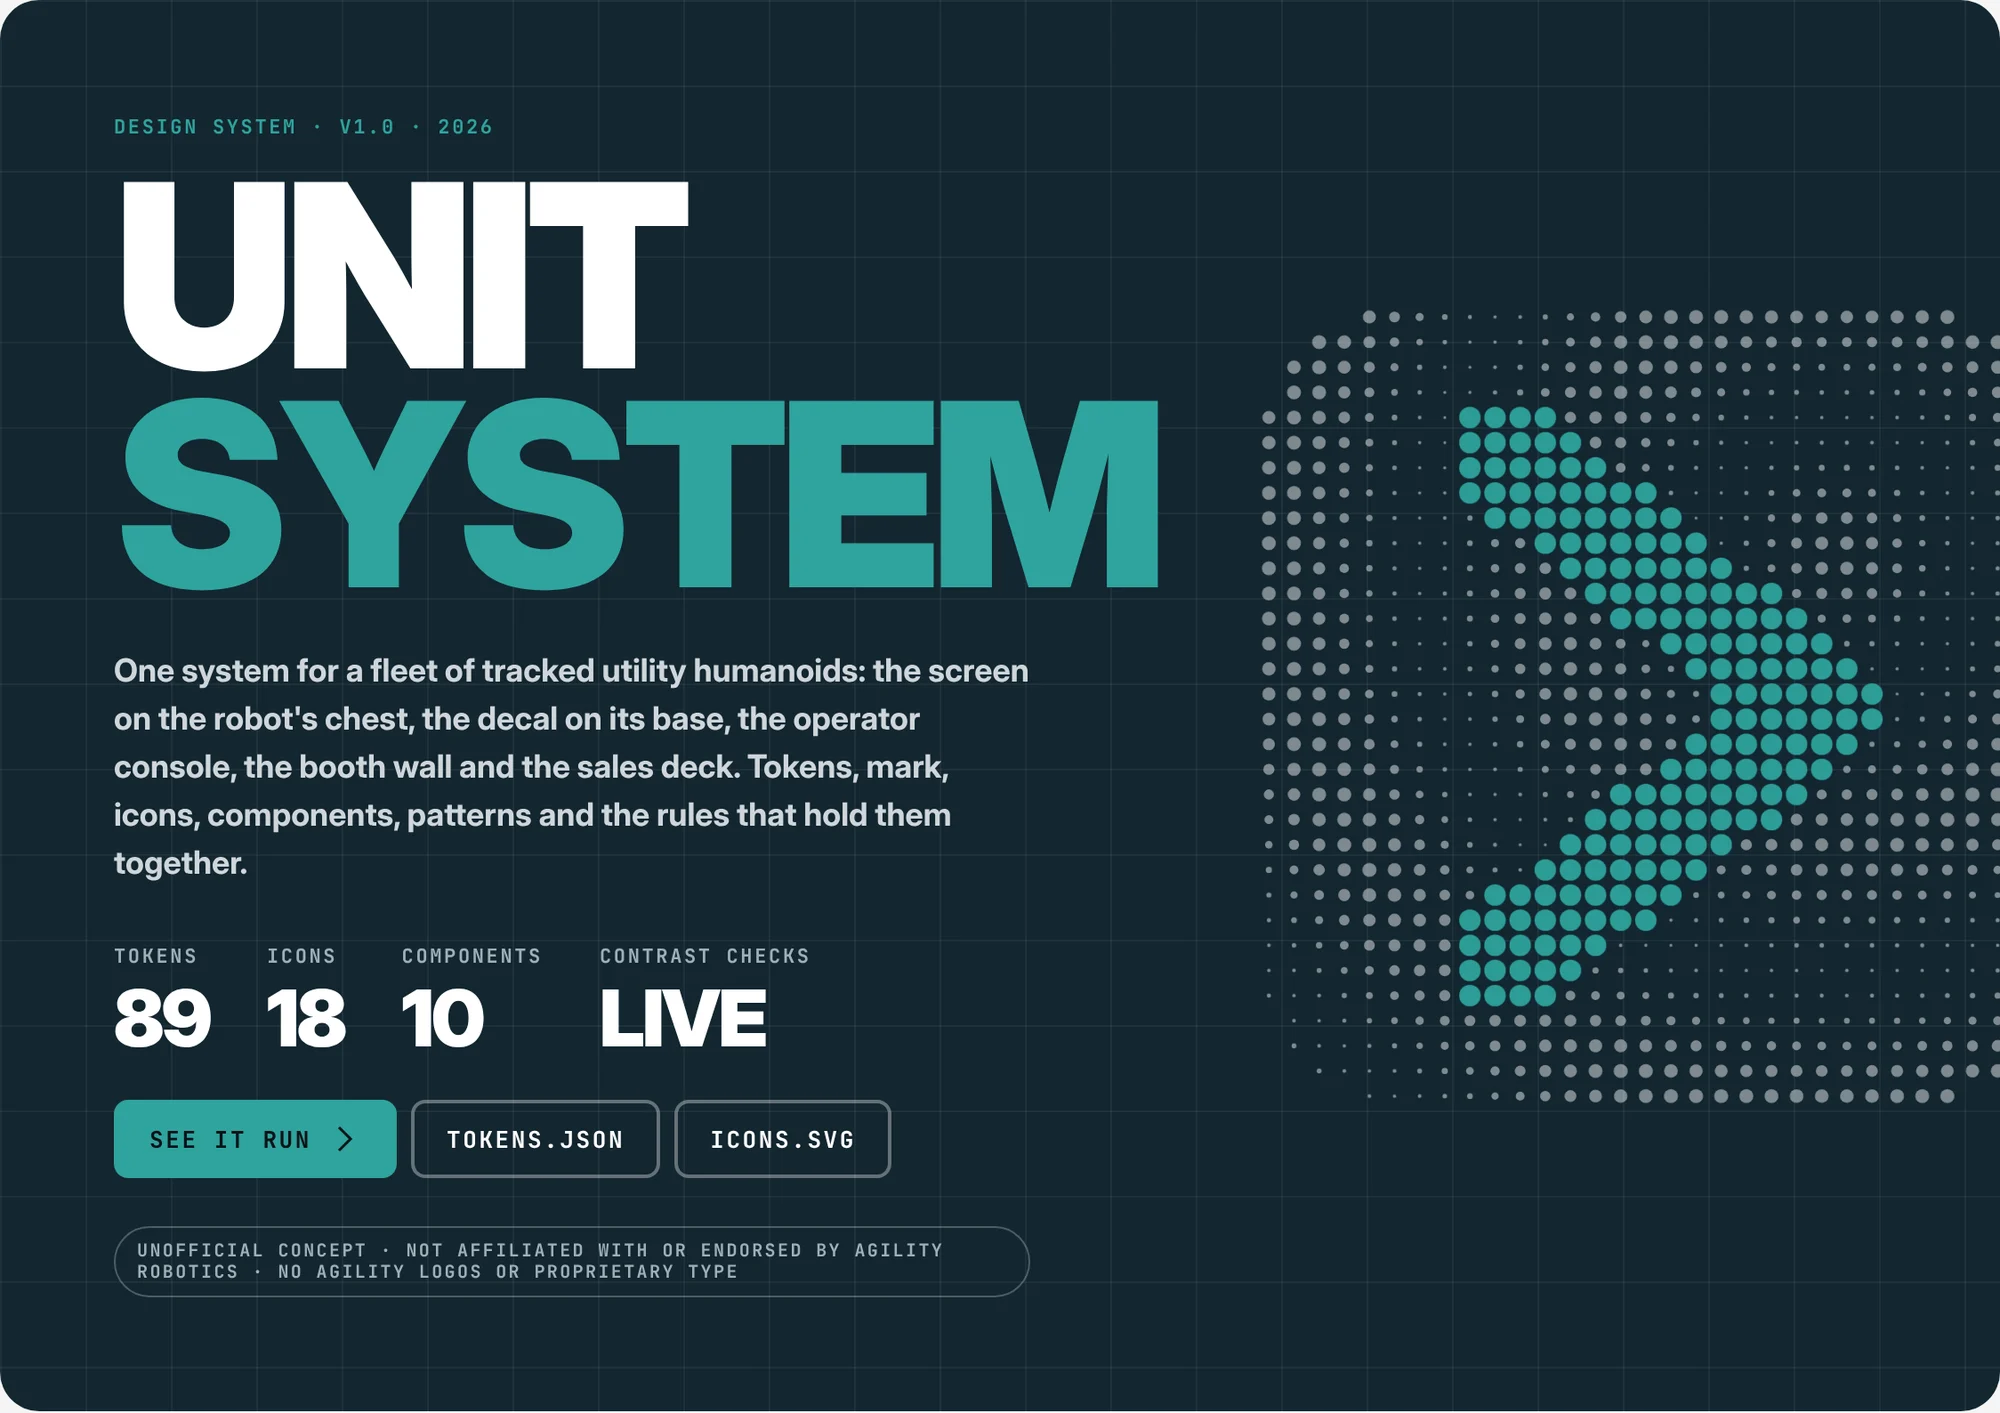 DESIGN SYSTEM · V1.0 · 2026
UNIT
SYSTEM
One system for a fleet of tracked utility humanoids: the screen
on the robot's chest, the decal on its base, the operator
console, the booth wall and the sales deck. Tokens, mark,
icons, components, patterns and the rules that hold them
together.
TOKENS ICONS COMPONENTS CONTRAST CHECKS
89 18 10 LIVE
SEE IT RUN TOKENS.JSON ICONS.SVG
UNOFFICIAL CONCEPT · NOT AFFILIATED WITH OR ENDORSED BY AGILITY
ROBOTICS · NO AGILITY LOGOS OR PROPRIETARY TYPE